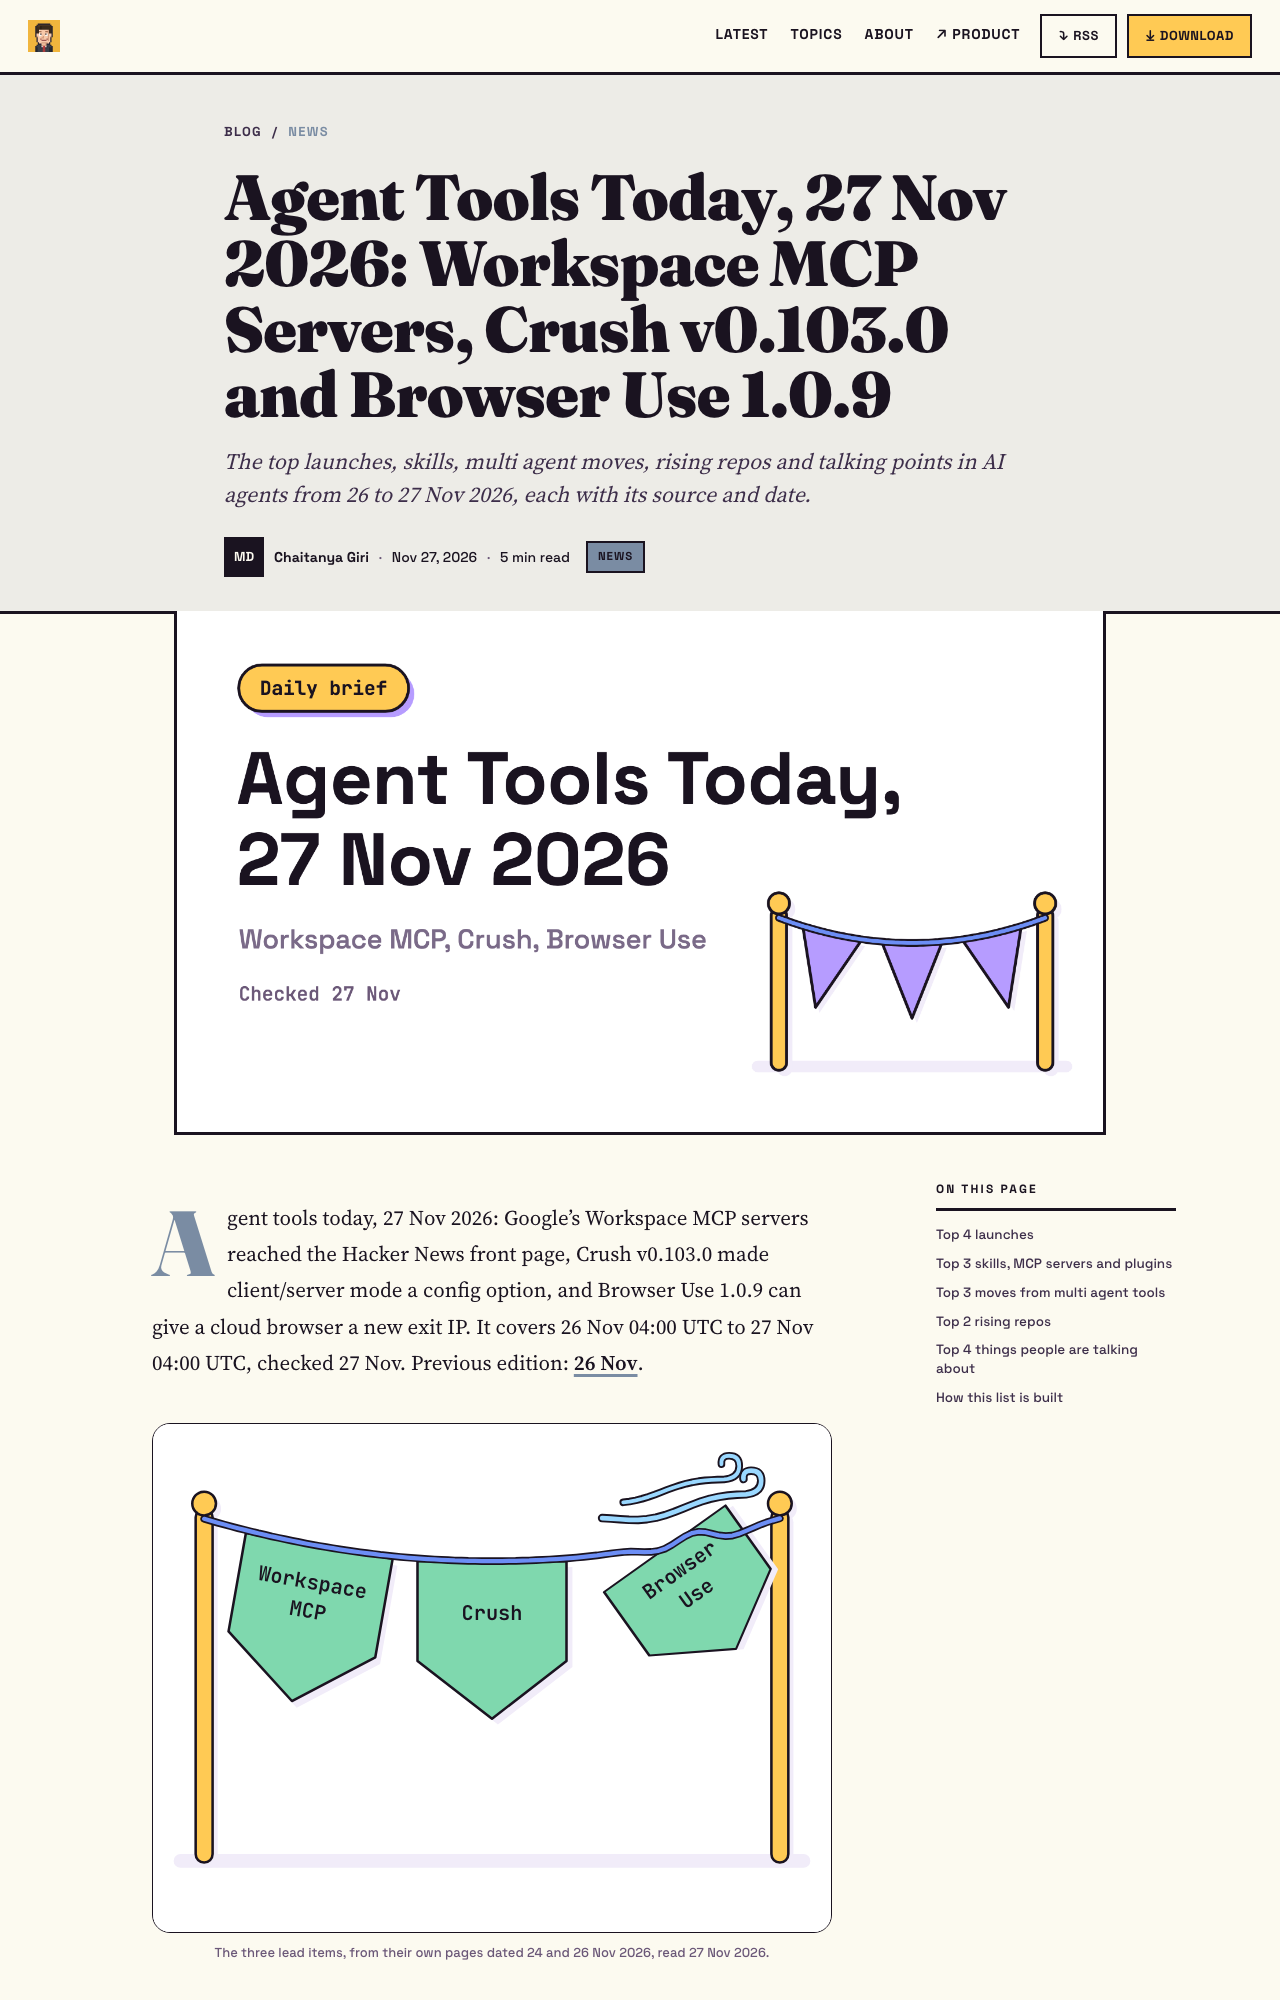 LATEST TOPICS ABOUT ↗ PRODUCT ⤵ RSS ⤓ DOWNLOAD
BLOG / NEWS
Agent Tools Today, 27 Nov
2026: Workspace MCP
Servers, Crush v0.103.0
and Browser Use 1.0.9
The top launches, skills, multi agent moves, rising repos and talking points in AI
agents from 26 to 27 Nov 2026, each with its source and date.
MD Chaitanya Giri · Nov 27, 2026 · 5 min read NEWS
Daily brief
Agent Tools Today,
27 Nov 2026
Workspace MCP, Crush, Browser Use
Checked 27 Nov
Agent tools today, 27 Nov 2026: Google’s Workspace MCP servers
reached the Hacker News front page, Crush v0.103.0 made
client/server mode a config option, and Browser Use 1.0.9 can
give a cloud browser a new exit IP. It covers 26 Nov 04:00 UTC to 27 Nov
04:00 UTC, checked 27 Nov. Previous edition: 26 Nov.
ON THIS PAGE
Top 4 launches
Top 3 skills, MCP servers and plugins
Top 3 moves from multi agent tools
Top 2 rising repos
Top 4 things people are talking
about
How this list is built
Workspace
MCP
Crush
Browser
Use
The three lead items, from their own pages dated 24 and 26 Nov 2026, read 27 Nov 2026.